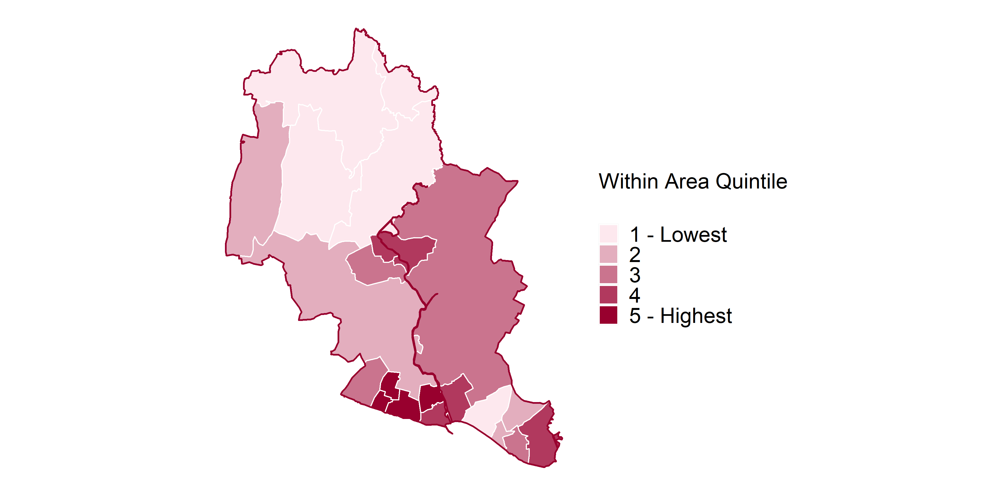 Within Area Quintile
1 - Lowest
2
3
4
5 - Highest